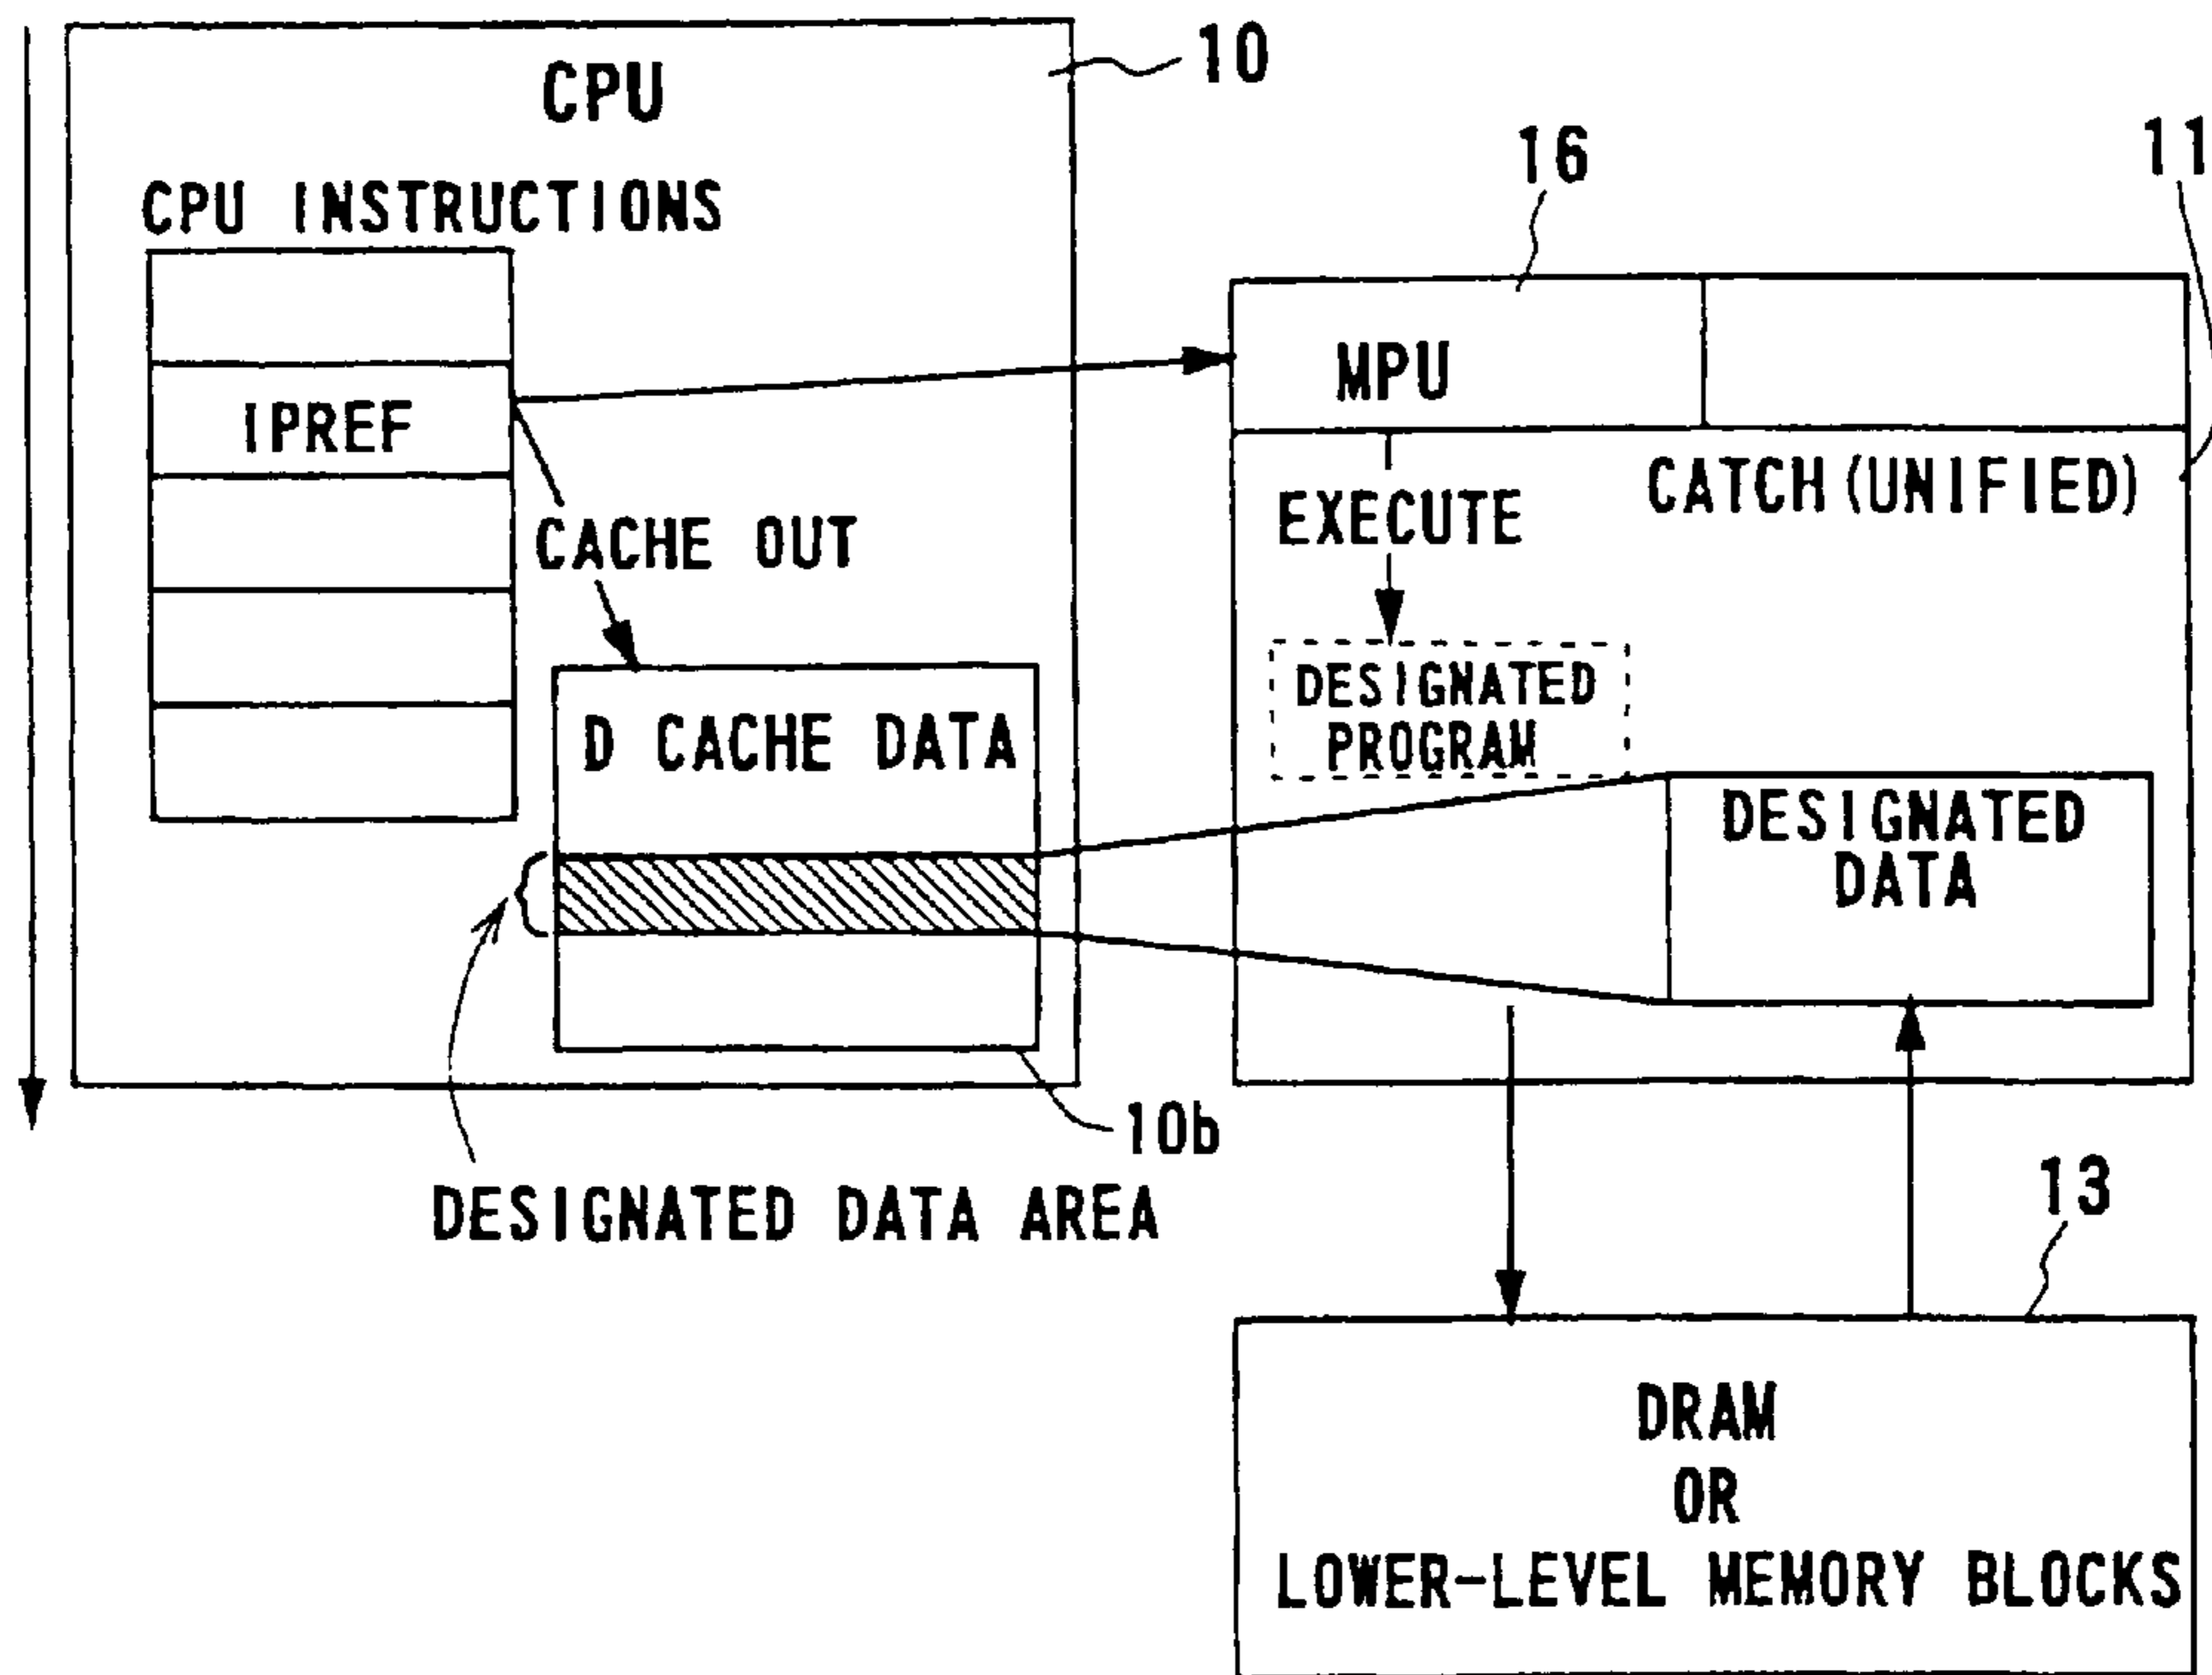 10
CPU
CPU INSTRUCTIONS
IPREF
CACHE OUT
D CACHE DATA
10b
DESIGNATED DATA AREA
16
11
MPU
CATCH (UNIFIED)
EXECUTE
DESIGNATED
PROGRAM
DESIGNATED
DATA
13
DRAM
OR
LOWER-LEVEL MEMORY BLOCKS